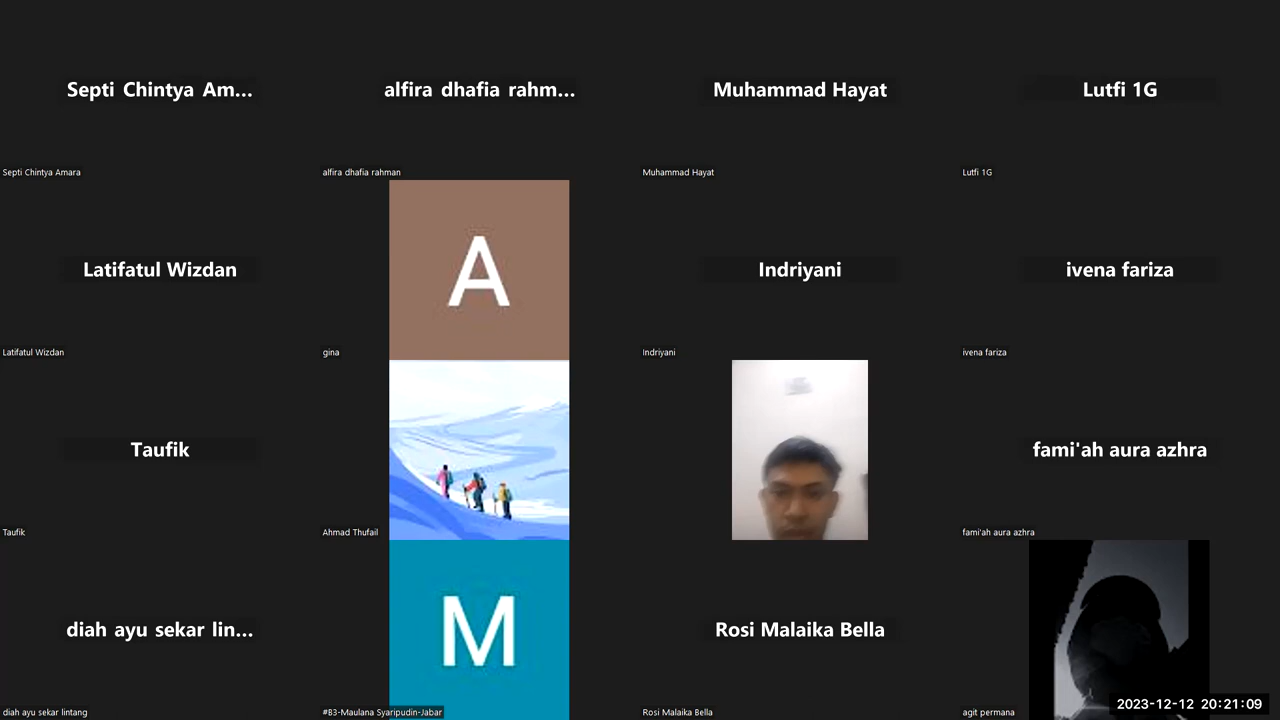 Septi Chintya Am...
alfira dhafia rahm...
Muhammad Hayat
Lutfi 1G
Septi Chintya Amara
alfira dhafia rahman
Muhammad Hayat
Lutfi 1G
Latifatul Wizdan
A
Indriyani
ivena fariza
Latifatul Wizdan
gina
Indriyani
ivena fariza
Taufik
fami'ah aura azhra
Taufik
Ahmad Thufail
fami'ah aura azhra
diah ayu sekar lin...
M
Rosi Malaika Bella
diah ayu sekar lintang
#B3-Maulana Syaripudin-Jabar
Rosi Malaika Bella
agit permana
2023-12-12 20:21:09